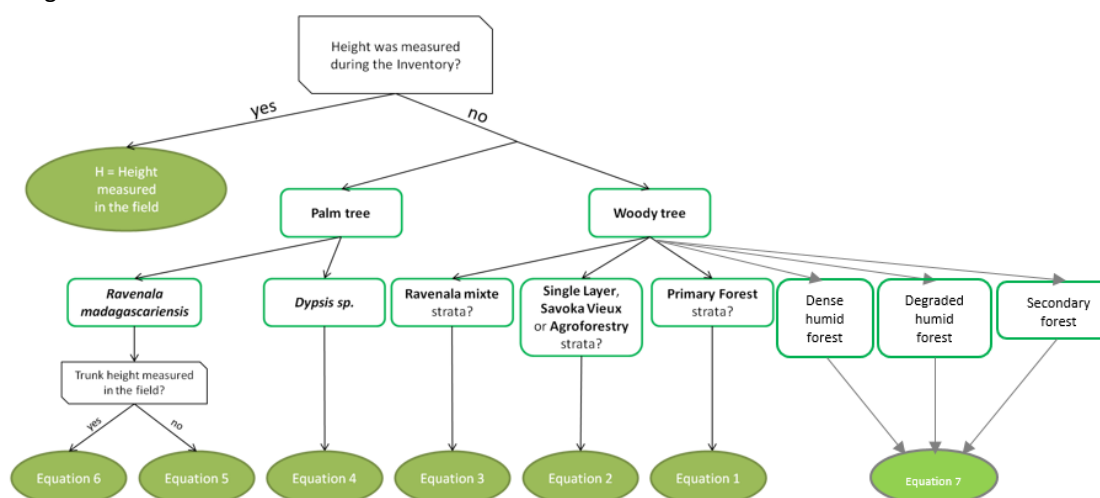 Height was measured
during the Inventory?
yes
no
H = Height
measured
in the field
Palm tree
Woody tree
Ravenala
madagascariensis
Dypsis sp.
Ravenala mixte
strata?
Single Layer,
Savoka Vieux
or Agroforestry
strata?
Primary Forest
strata?
Dense
humid
forest
Degraded
humid
forest
Secondary
forest
Trunk height measured
in the field?
yes
no
Equation 6
Equation 5
Equation 4
Equation 3
Equation 2
Equation 1
Equation 7